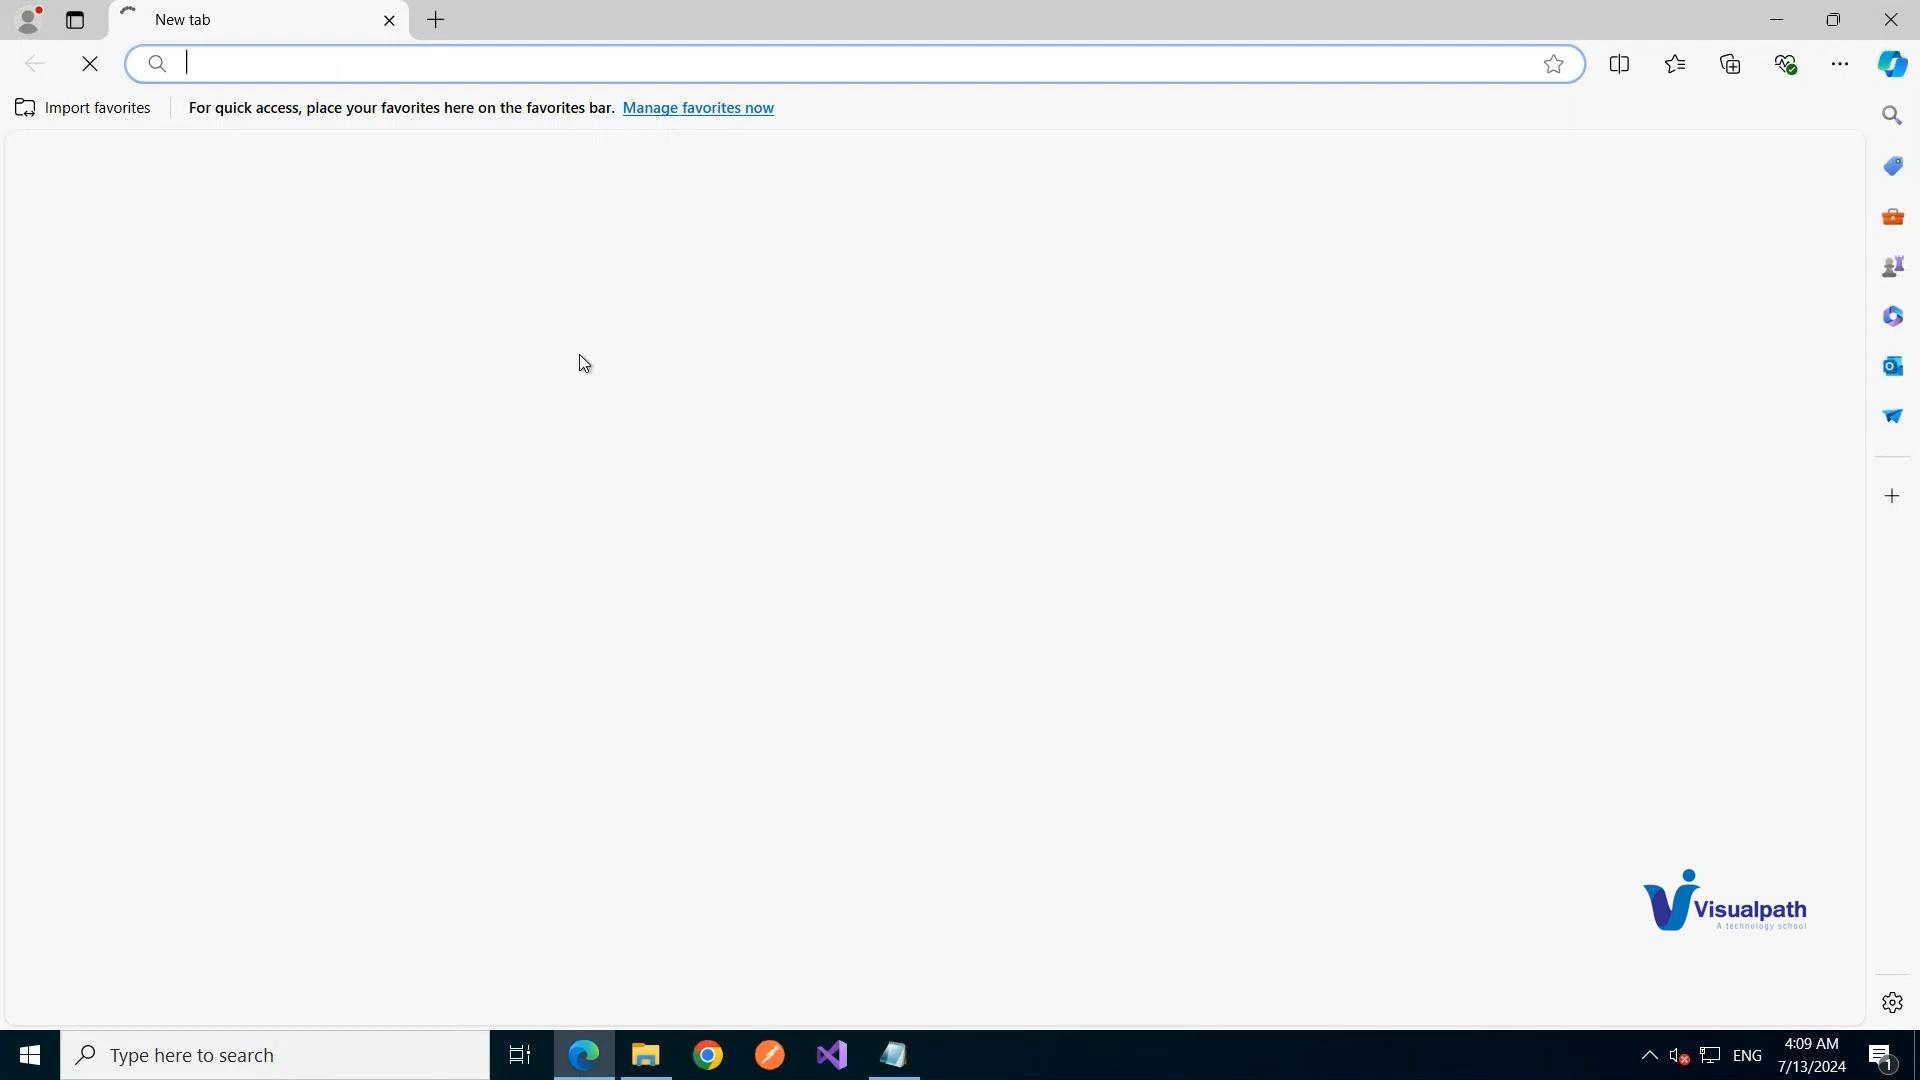 New tab
Import favorites
For quick access, place your favorites here on the favorites bar. Manage favorites now
Visualpath
A technology school
Type here to search
ENG
4:09 AM
7/13/2024
1